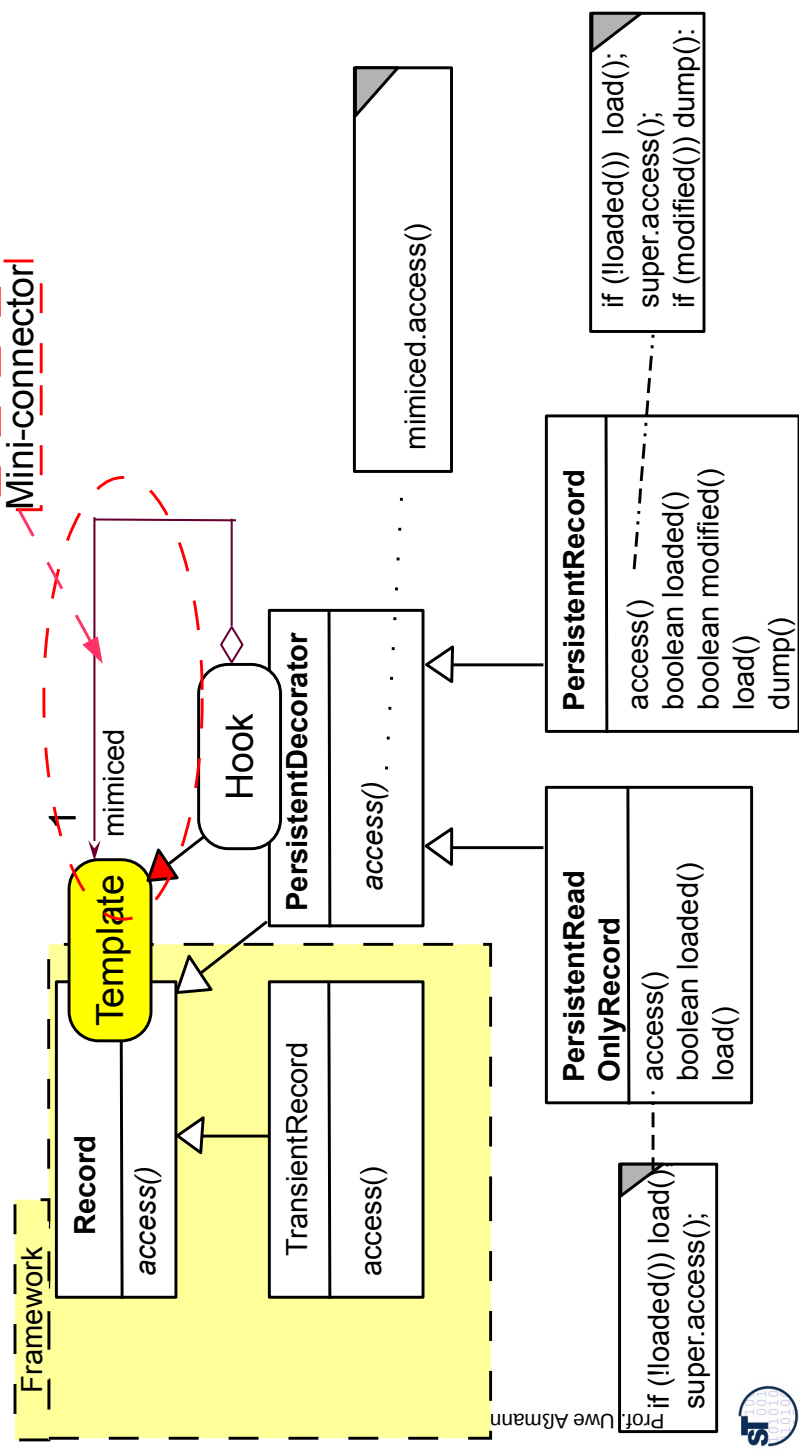 Framework
Mini-connector
Record
access()
Template
1
mimiced
Hook
TransientRecord
access()
PersistentDecorator
access()
mimiced.access()
PersistentRead
OnlyRecord
access()
boolean loaded()
load()
PersistentRecord
access()
boolean loaded()
boolean modified()
load()
dump()
if (!loaded()) load()
super.access();
if (!loaded()) load();
super.access();
if (modified()) dump():
Prof. Uwe Aßmann
ST